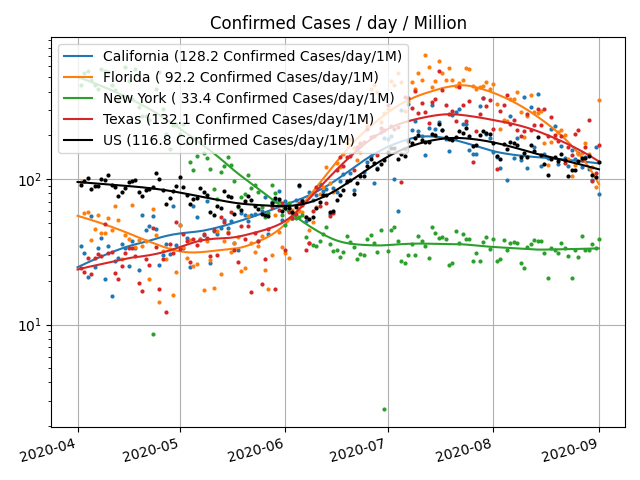 Confirmed Cases / day / Million
California (128.2 Confirmed Cases/day/1M)
Florida ( 92.2 Confirmed Cases/day/1M)
New York ( 33.4 Confirmed Cases/day/1M)
Texas (132.1 Confirmed Cases/day/1M)
US (116.8 Confirmed Cases/day/1M)
10²
10¹
2020-04 2020-05 2020-06 2020-07 2020-08 2020-09